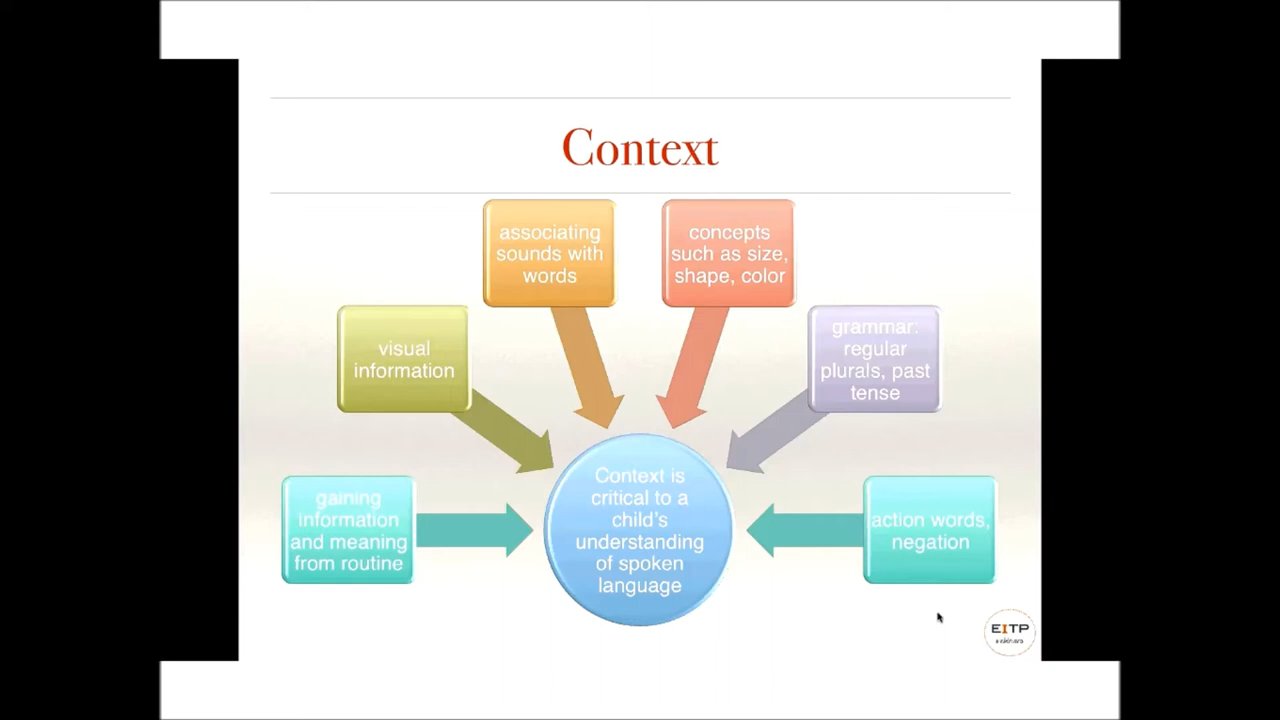 Context
associating
sounds with
words
concepts
such as size,
shape, color
visual
information
grammar:
regular
plurals, past
tense
gaining
information
and meaning
from routine
Context is
critical to a
child's
understanding
of spoken
language
action words,
negation
EITP